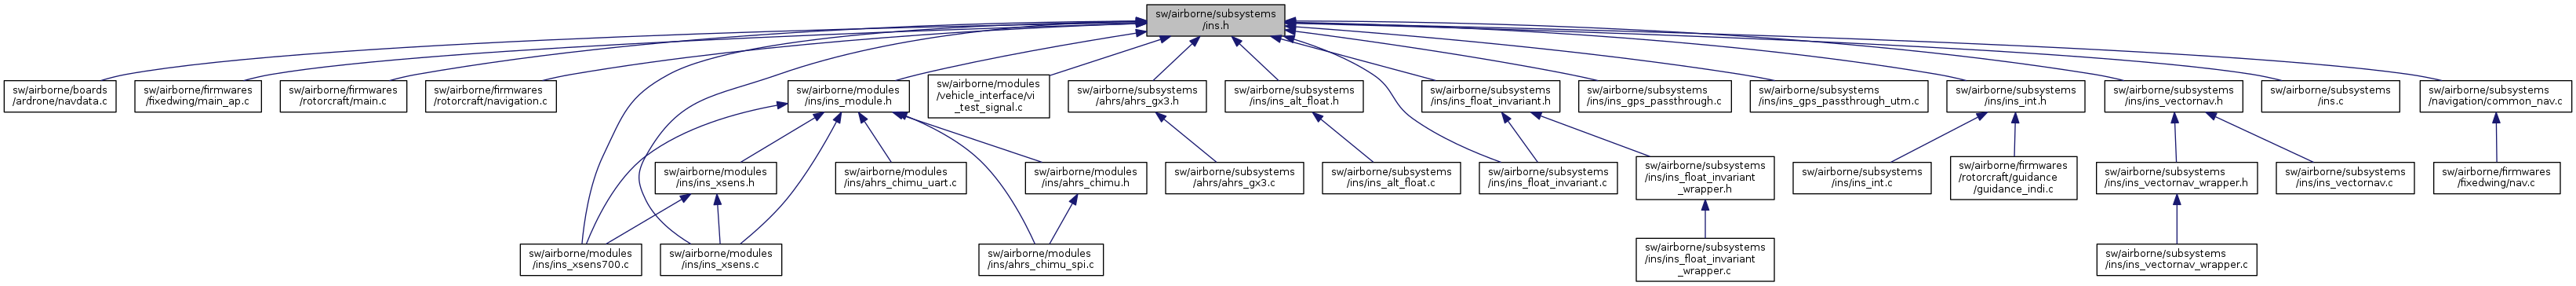 sw/airborne/subsystems
/ins.h
sw/airborne/boards
/ardrone/navdata.c
sw/airborne/firmwares
/fixedwing/main_ap.c
sw/airborne/firmwares
/rotorcraft/main.c
sw/airborne/firmwares
/rotorcraft/navigation.c
sw/airborne/modules
/ins/ins_module.h
sw/airborne/modules
/vehicle_interface/vi
_test_signal.c
sw/airborne/subsystems
/ahrs/ahrs_gx3.h
sw/airborne/subsystems
/ins/ins_alt_float.h
sw/airborne/subsystems
/ins/ins_float_invariant.h
sw/airborne/subsystems
/ins/ins_gps_passthrough.c
sw/airborne/subsystems
/ins/ins_gps_passthrough_utm.c
sw/airborne/subsystems
/ins/ins_int.h
sw/airborne/subsystems
/ins/ins_vectornav.h
sw/airborne/subsystems
/ins.c
sw/airborne/subsystems
/navigation/common_nav.c
sw/airborne/modules
/ins/ins_xsens.h
sw/airborne/modules
/ins/ahrs_chimu_uart.c
sw/airborne/modules
/ins/ahrs_chimu.h
sw/airborne/subsystems
/ahrs/ahrs_gx3.c
sw/airborne/subsystems
/ins/ins_alt_float.c
sw/airborne/subsystems
/ins/ins_float_invariant.c
sw/airborne/subsystems
/ins/ins_float_invariant
_wrapper.h
sw/airborne/subsystems
/ins/ins_int.c
sw/airborne/firmwares
/rotorcraft/guidance
/guidance_indi.c
sw/airborne/subsystems
/ins/ins_vectornav_wrapper.h
sw/airborne/subsystems
/ins/ins_vectornav.c
sw/airborne/firmwares
/fixedwing/nav.c
sw/airborne/modules
/ins/ins_xsens700.c
sw/airborne/modules
/ins/ins_xsens.c
sw/airborne/modules
/ins/ahrs_chimu_spi.c
sw/airborne/subsystems
/ins/ins_float_invariant
_wrapper.c
sw/airborne/subsystems
/ins/ins_vectornav_wrapper.c